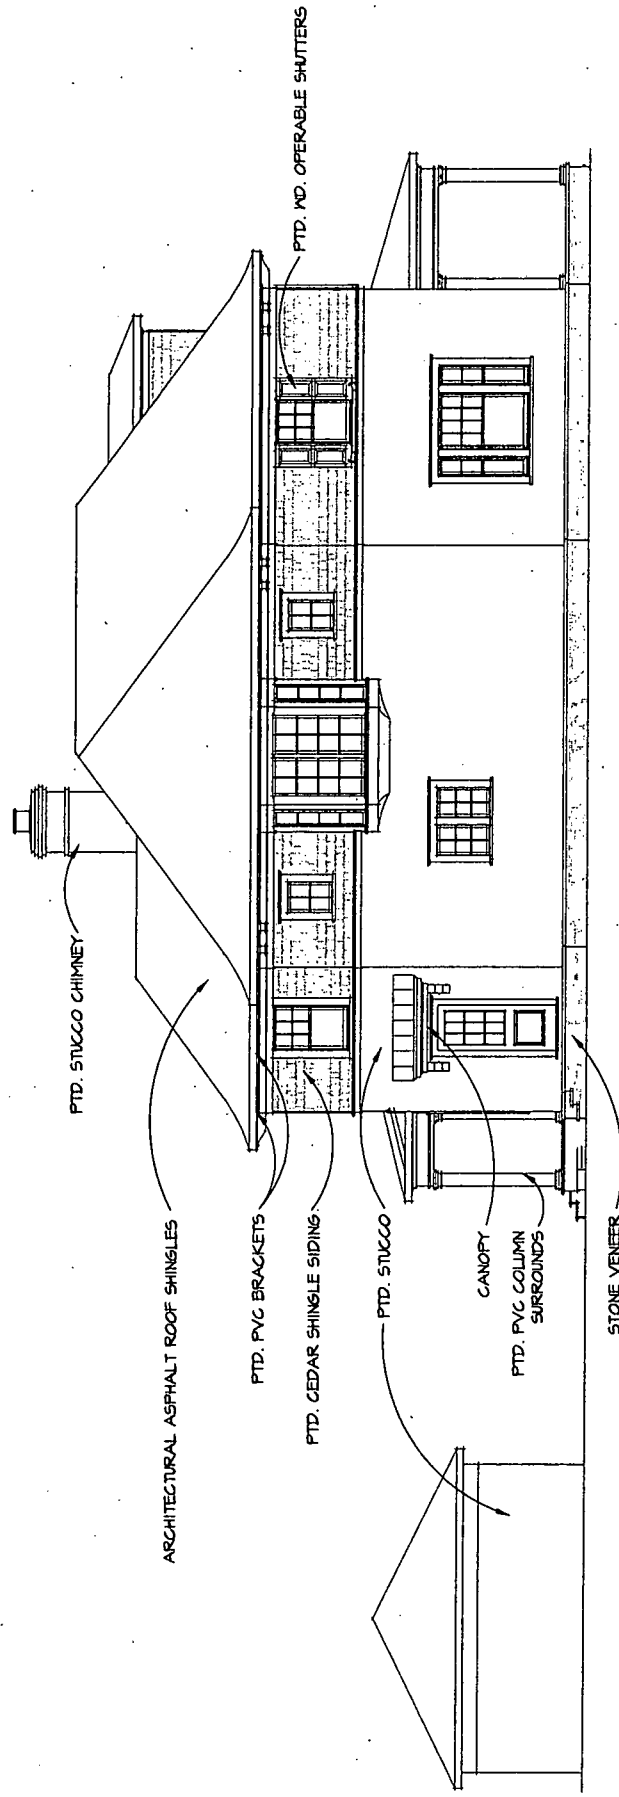 PTD. STUCCO CHIMNEY
ARCHITECTURAL ASPHALT ROOF SHINGLES
PTD. PVC BRACKETS
PTD. CEDAR SHINGLE SIDING
PTD. WD. OPERABLE SHUTTERS
PTD. STUCCO
CANOPY
PTD. PVC COLUMN
SURROUNDS
STONE VENEER